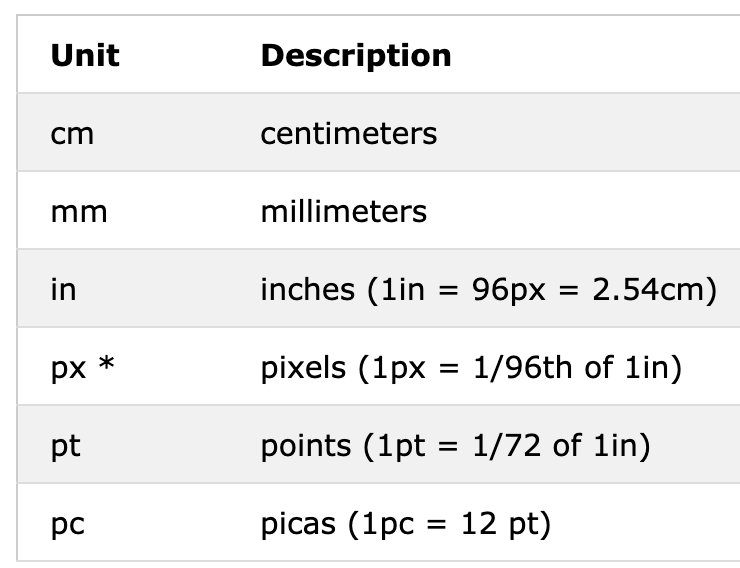 Unit Description
cm centimeters
mm millimeters
in inches (1in = 96px = 2.54cm)
px * pixels (1px = 1/96th of 1in)
pt points (1pt = 1/72 of 1in)
pc picas (1pc = 12 pt)